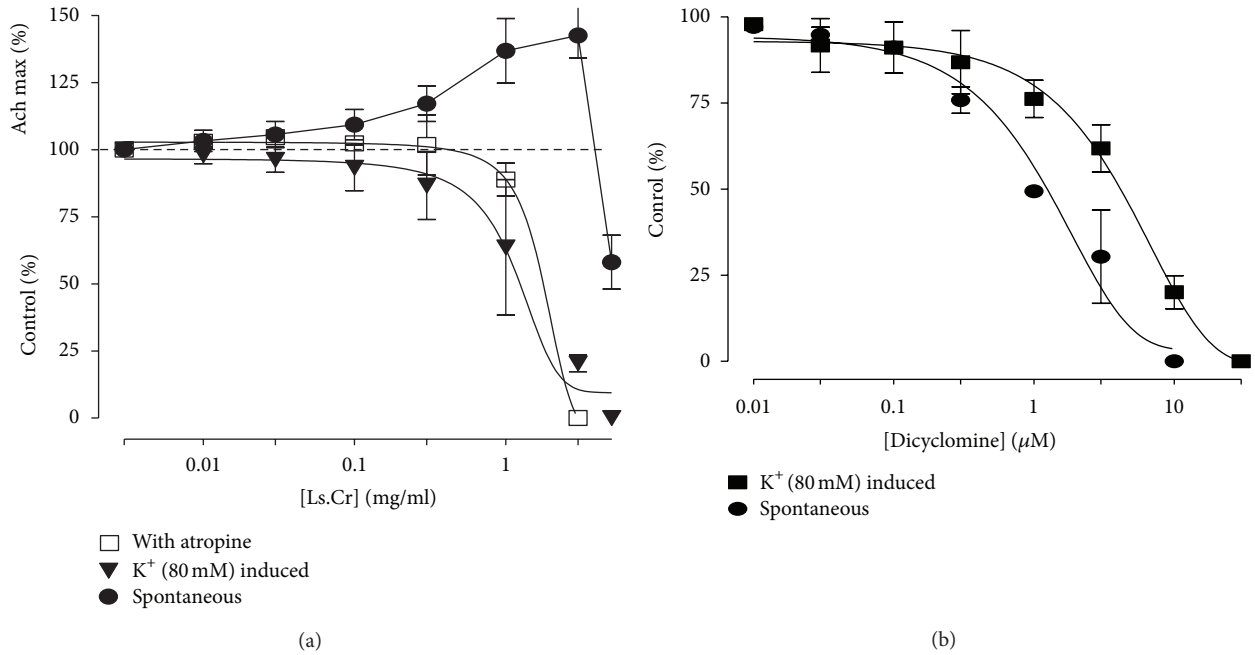 150
125
100
75
50
25
0
Ach max (%)
Control (%)
0.01 0.1 1
[Ls.Cr] (mg/ml)
With atropine
K+ (80 mM) induced
Spontaneous
(a)
100
75
50
25
0
Conrol (%)
0.01 0.1 1 10
[Dicyclomine] (μM)
K+ (80 mM) induced
Spontaneous
(b)